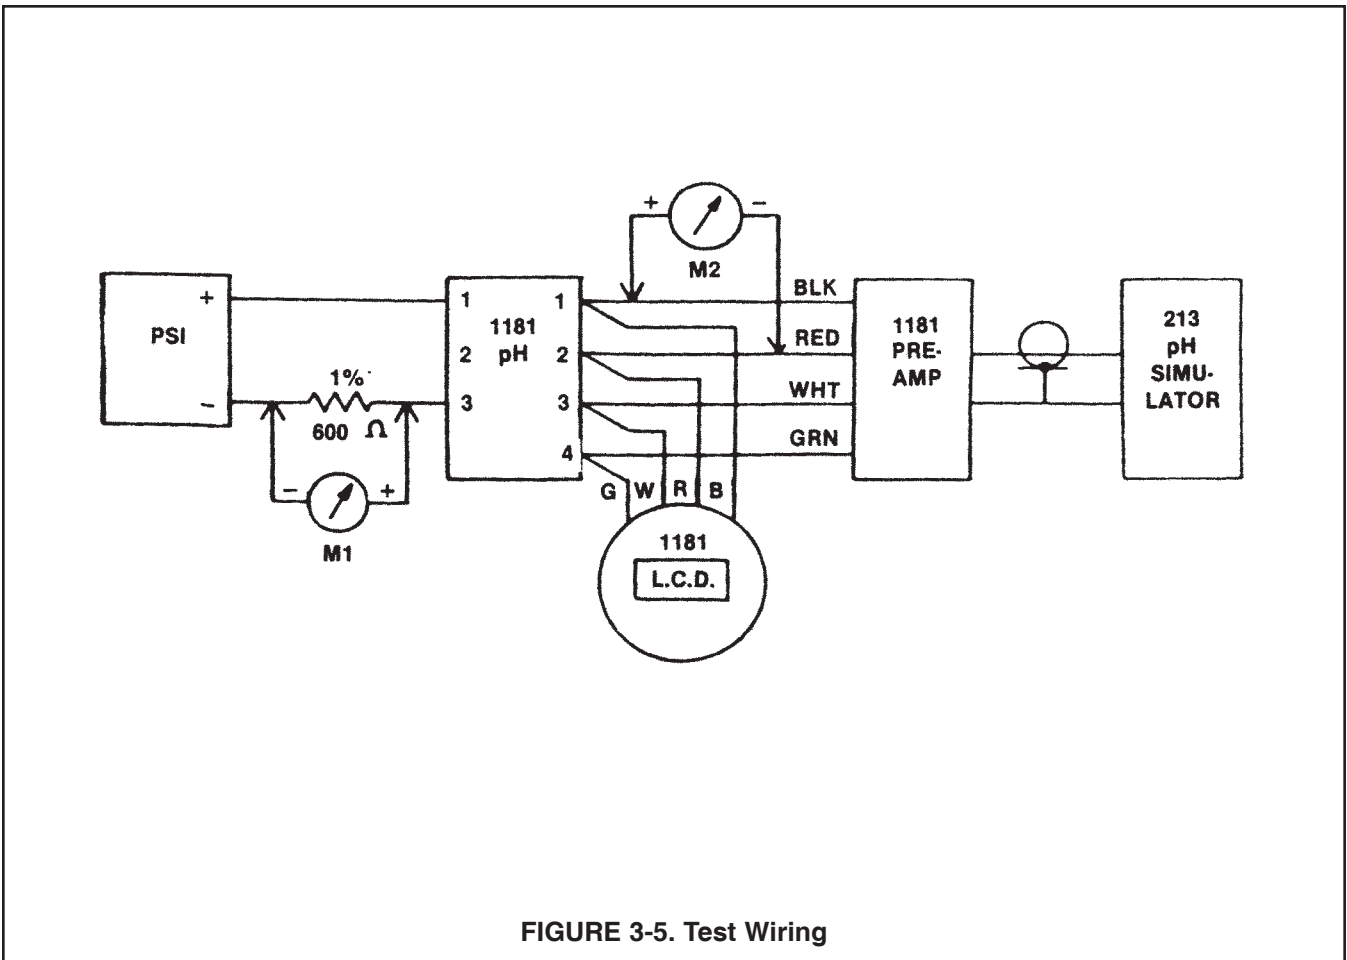 + −
M2
+
PSI
−
1%
600 Ω
− +
M1
1 1
1181
2 pH 2
3 3
4
BLK
RED
WHT
GRN
G W R B
1181
L.C.D.
1181
PRE-
AMP
213
pH
SIMU-
LATOR
FIGURE 3-5. Test Wiring